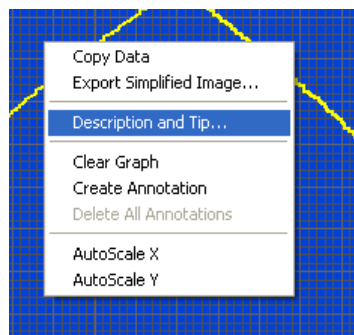 Copy Data
Export Simplified Image...
Description and Tip...
Clear Graph
Create Annotation
Delete All Annotations
AutoScale X
AutoScale Y